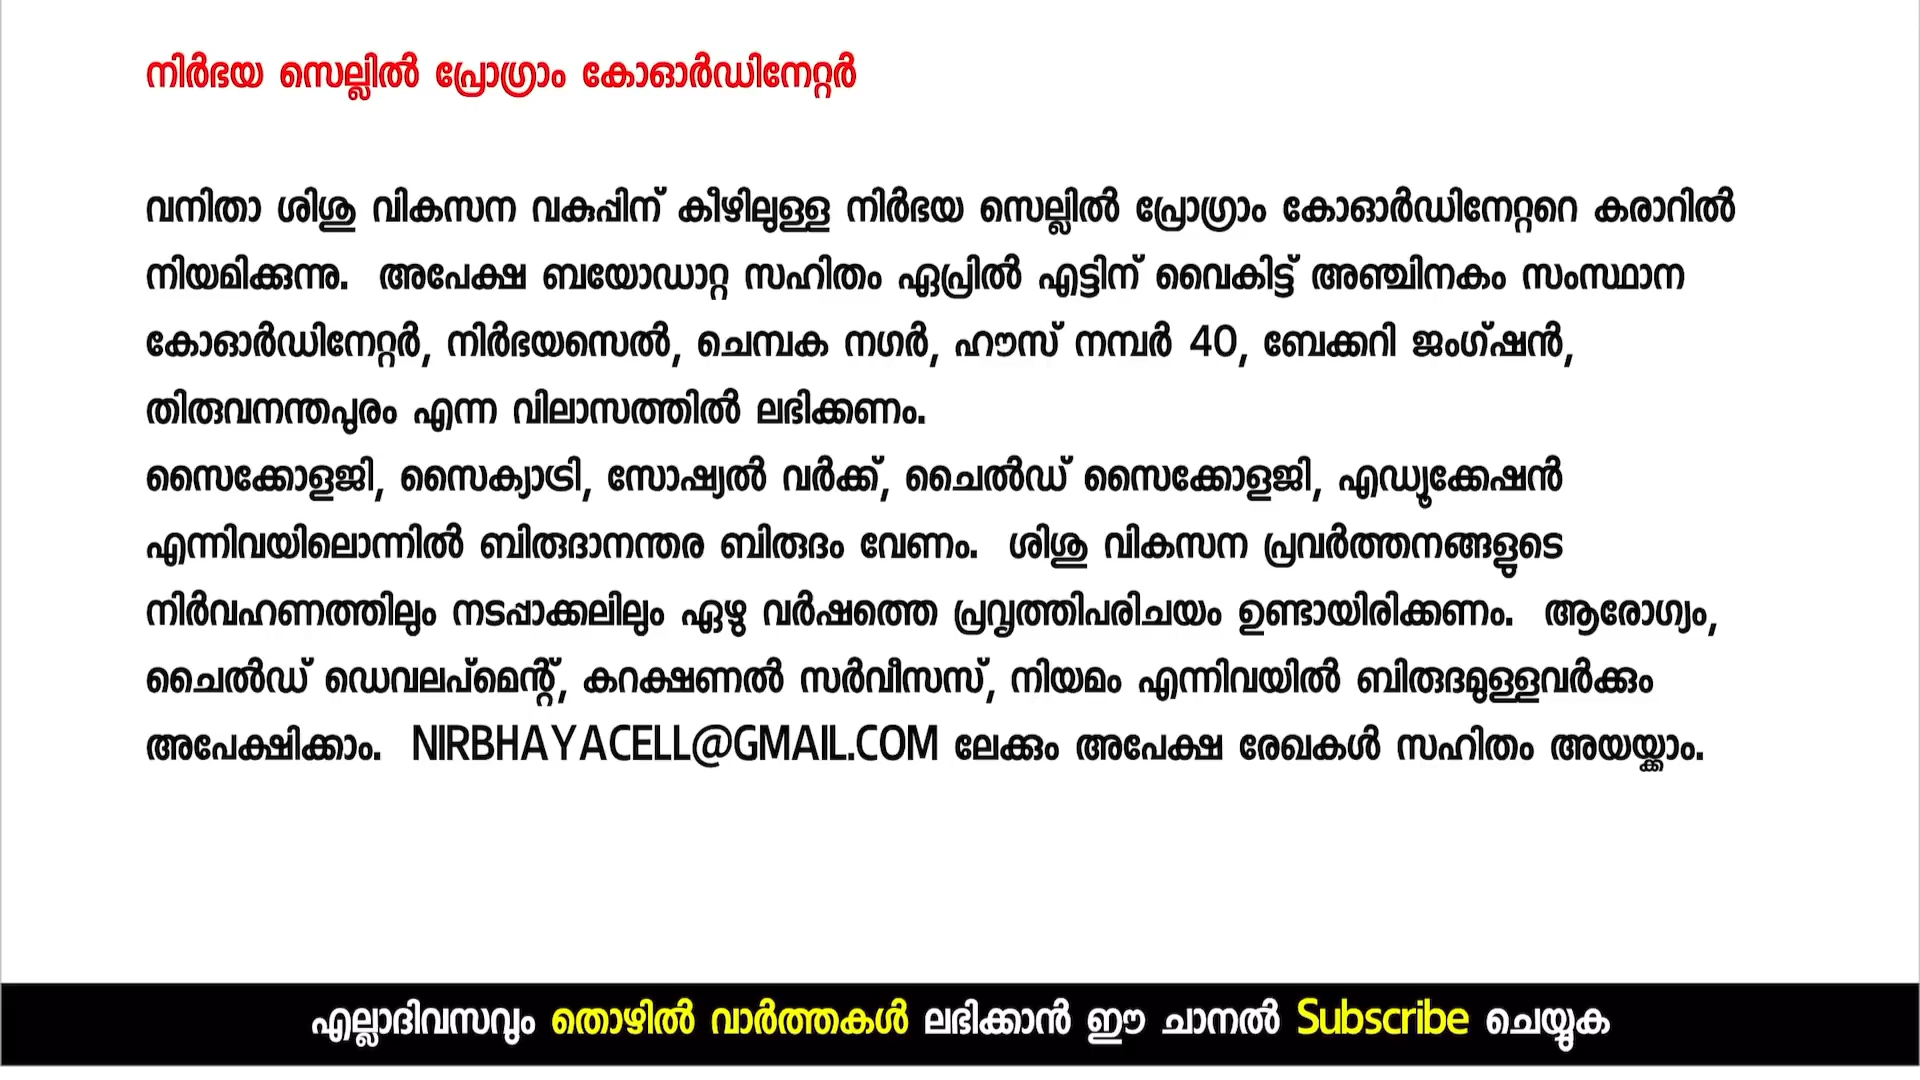 നിർഭയ സെല്ലിൽ പ്രോഗ്രാം കോഓർഡിനേറ്റർ
വനിതാ ശിശു വികസന വകുപ്പിന് കീഴിലുള്ള നിർഭയ സെല്ലിൽ പ്രോഗ്രാം കോഓർഡിനേറ്ററെ കരാറിൽ
നിയമിക്കുന്നു. അപേക്ഷ ബയോഡാറ്റ സഹിതം ഏപ്രിൽ എട്ടിന് വൈകിട്ട് അഞ്ചിനകം സംസ്ഥാന
കോഓർഡിനേറ്റർ, നിർഭയസെൽ, ചെമ്പക നഗർ, ഹൗസ് നമ്പർ 40, ബേക്കറി ജംഗ്ഷൻ,
തിരുവനന്തപുരം എന്ന വിലാസത്തിൽ ലഭിക്കണം.
സൈക്കോളജി, സൈക്യാട്രി, സോഷ്യൽ വർക്ക്, ചൈൽഡ് സൈക്കോളജി, എഡ്യൂക്കേഷൻ
എന്നിവയിലൊന്നിൽ ബിരുദാനന്തര ബിരുദം വേണം. ശിശു വികസന പ്രവർത്തനങ്ങളുടെ
നിർവഹണത്തിലും നടപ്പാക്കലിലും ഏഴു വർഷത്തെ പ്രവൃത്തിപരിചയം ഉണ്ടായിരിക്കണം. ആരോഗ്യം,
ചൈൽഡ് ഡെവലപ്മെന്റ്, കറക്ഷണൽ സർവീസസ്, നിയമം എന്നിവയിൽ ബിരുദമുള്ളവർക്കും
അപേക്ഷിക്കാം. NIRBHAYACELL@GMAIL.COM ലേക്കും അപേക്ഷ രേഖകൾ സഹിതം അയയ്ക്കാം.
എല്ലാദിവസവും തൊഴിൽ വാർത്തകൾ ലഭിക്കാൻ ഈ ചാനൽ Subscribe ചെയ്യുക